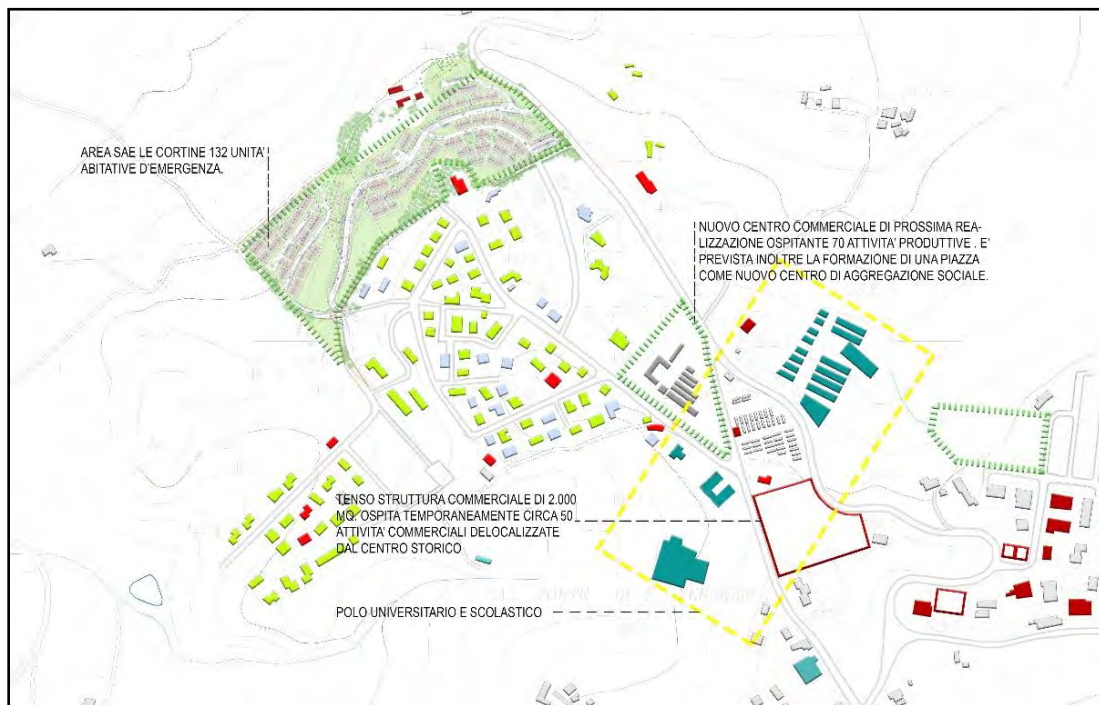 AREA SAE LE CORTINE 132 UNITA'
ABITATIVE D'EMERGENZA.
NUOVO CENTRO COMMERCIALE DI PROSSIMA REA-
LIZZAZIONE OSPITANTE 70 ATTIVITA' PRODUTTIVE . E'
PREVISTA INOLTRE LA FORMAZIONE DI UNA PIAZZA
COME NUOVO CENTRO DI AGGREGAZIONE SOCIALE.
TENSO STRUTTURA COMMERCIALE DI 2.000
MQ. OSPITA TEMPORANEAMENTE CIRCA 50
ATTIVITA' COMMERCIALI DELOCALIZZATE
DAL CENTRO STORICO
POLO UNIVERSITARIO E SCOLASTICO